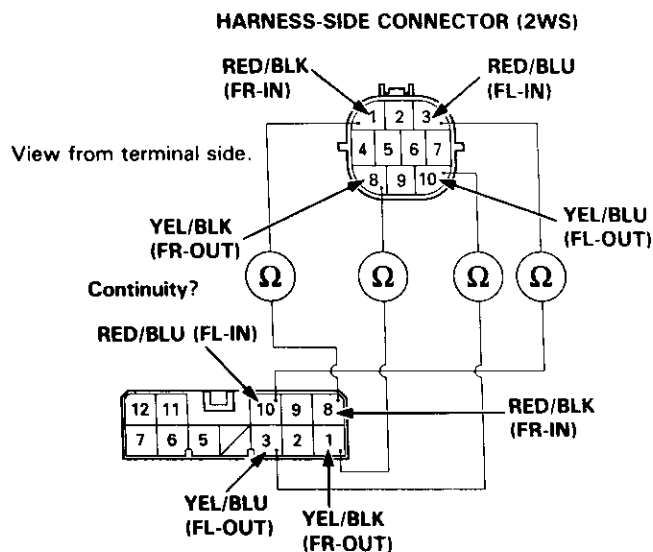 HARNESS-SIDE CONNECTOR (2WS)
RED/BLK
(FR-IN)
RED/BLU
(FL-IN)
1 2 3
View from terminal side.
4 5 6 7
8 9 10
YEL/BLK
(FR-OUT)
YEL/BLU
(FL-OUT)
Ω Ω Ω Ω
Continuity?
RED/BLU (FL-IN)
12 11 10 9 8
RED/BLK
(FR-IN)
7 6 5 3 2 1
YEL/BLU
(FL-OUT)
YEL/BLK
(FR-OUT)